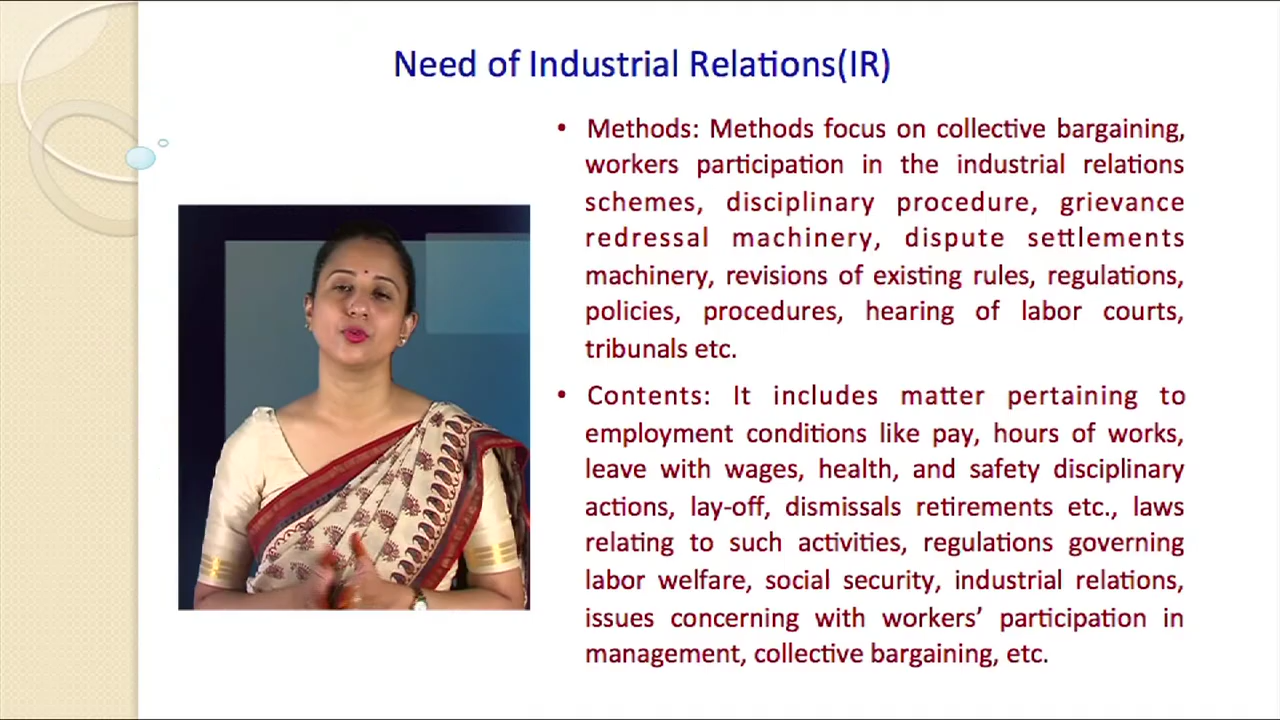 Need of Industrial Relations(IR)
• Methods: Methods focus on collective bargaining,
workers participation in the industrial relations
schemes, disciplinary procedure, grievance
redressal machinery, dispute settlements
machinery, revisions of existing rules, regulations,
policies, procedures, hearing of labor courts,
tribunals etc.
• Contents: It includes matter pertaining to
employment conditions like pay, hours of works,
leave with wages, health, and safety disciplinary
actions, lay-off, dismissals retirements etc., laws
relating to such activities, regulations governing
labor welfare, social security, industrial relations,
issues concerning with workers’ participation in
management, collective bargaining, etc.